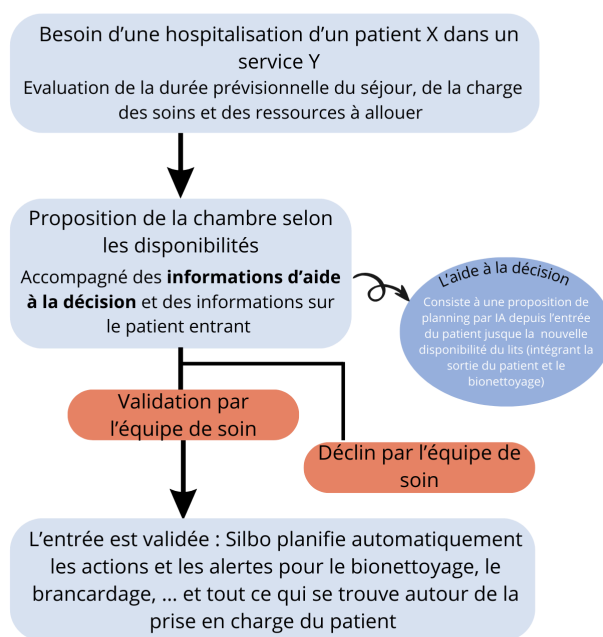 Besoin d'une hospitalisation d'un patient X dans un
service Y
Evaluation de la durée prévisionnelle du séjour, de la charge
des soins et des ressources à allouer
Proposition de la chambre selon
les disponibilités
Accompagné des informations d'aide
à la décision et des informations sur
le patient entrant
L'aide à la décision
Consiste à une proposition de
planning par IA depuis l'entrée
du patient jusque la nouvelle
disponibilité du lits (intégrant la
sortie du patient et le
bionettoyage)
Validation par
l'équipe de soin
Déclin par l'équipe de
soin
L'entrée est validée : Silbo planifie automatiquement
les actions et les alertes pour le bionettoyage, le
brancardage, ... et tout ce qui se trouve autour de la
prise en charge du patient